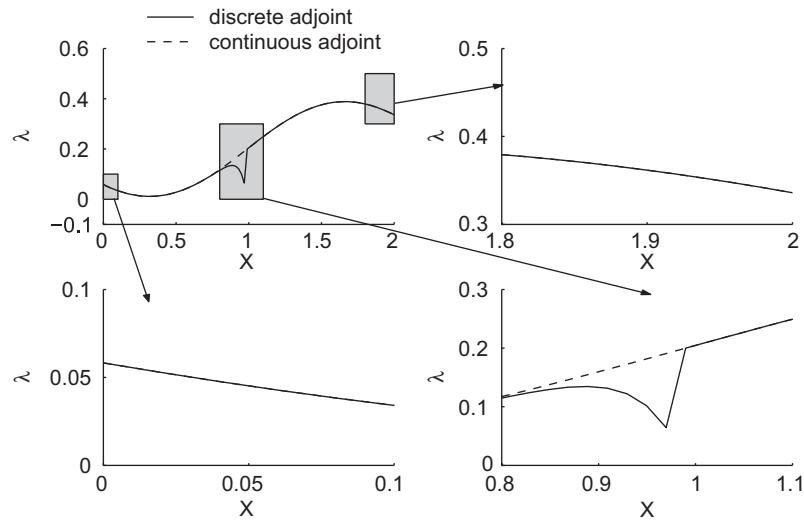 discrete adjoint
continuous adjoint
0.6
0.4
0.2
0
−0.1
λ
0 0.5 1 1.5 2
X
0.5
0.4
0.3
λ
1.8 1.9 2
X
0.1
0.05
0
λ
0 0.05 0.1
X
0.3
0.2
0.1
0
λ
0.8 0.9 1 1.1
X